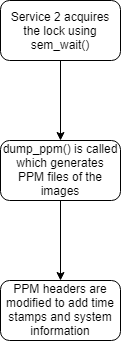 Service 2 acquires
the lock using
sem_wait()
dump_ppm() is called
which generates
PPM files of the
images
PPM headers are
modified to add time
stamps and system
information